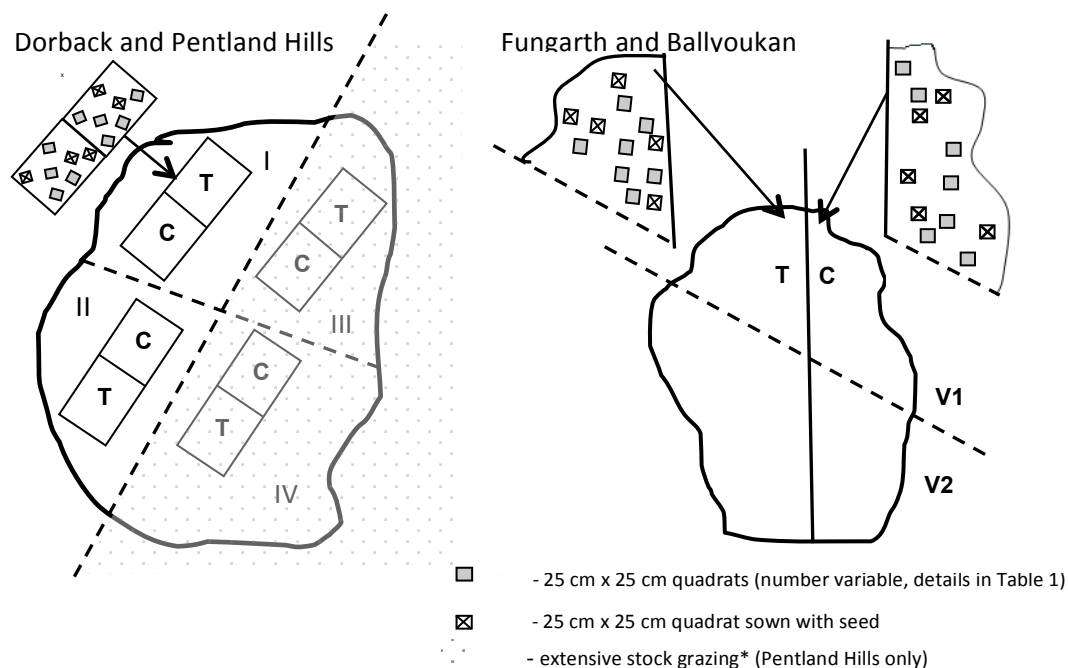 Dorback and Pentland Hills
Fungarth and Ballyoukan
I
T
C
II
C
T
T
C
III
C
T
IV
T C
V1
V2
- 25 cm x 25 cm quadrats (number variable, details in Table 1)
- 25 cm x 25 cm quadrat sown with seed
- extensive stock grazing* (Pentland Hills only)